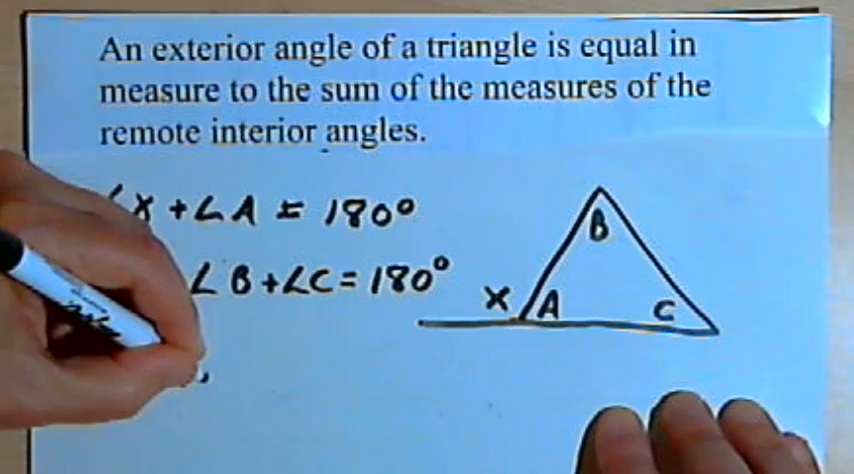 An exterior angle of a triangle is equal in
measure to the sum of the measures of the
remote interior angles.
∠X + ∠A = 180°
∠B + ∠C = 180°
B
X
A
C